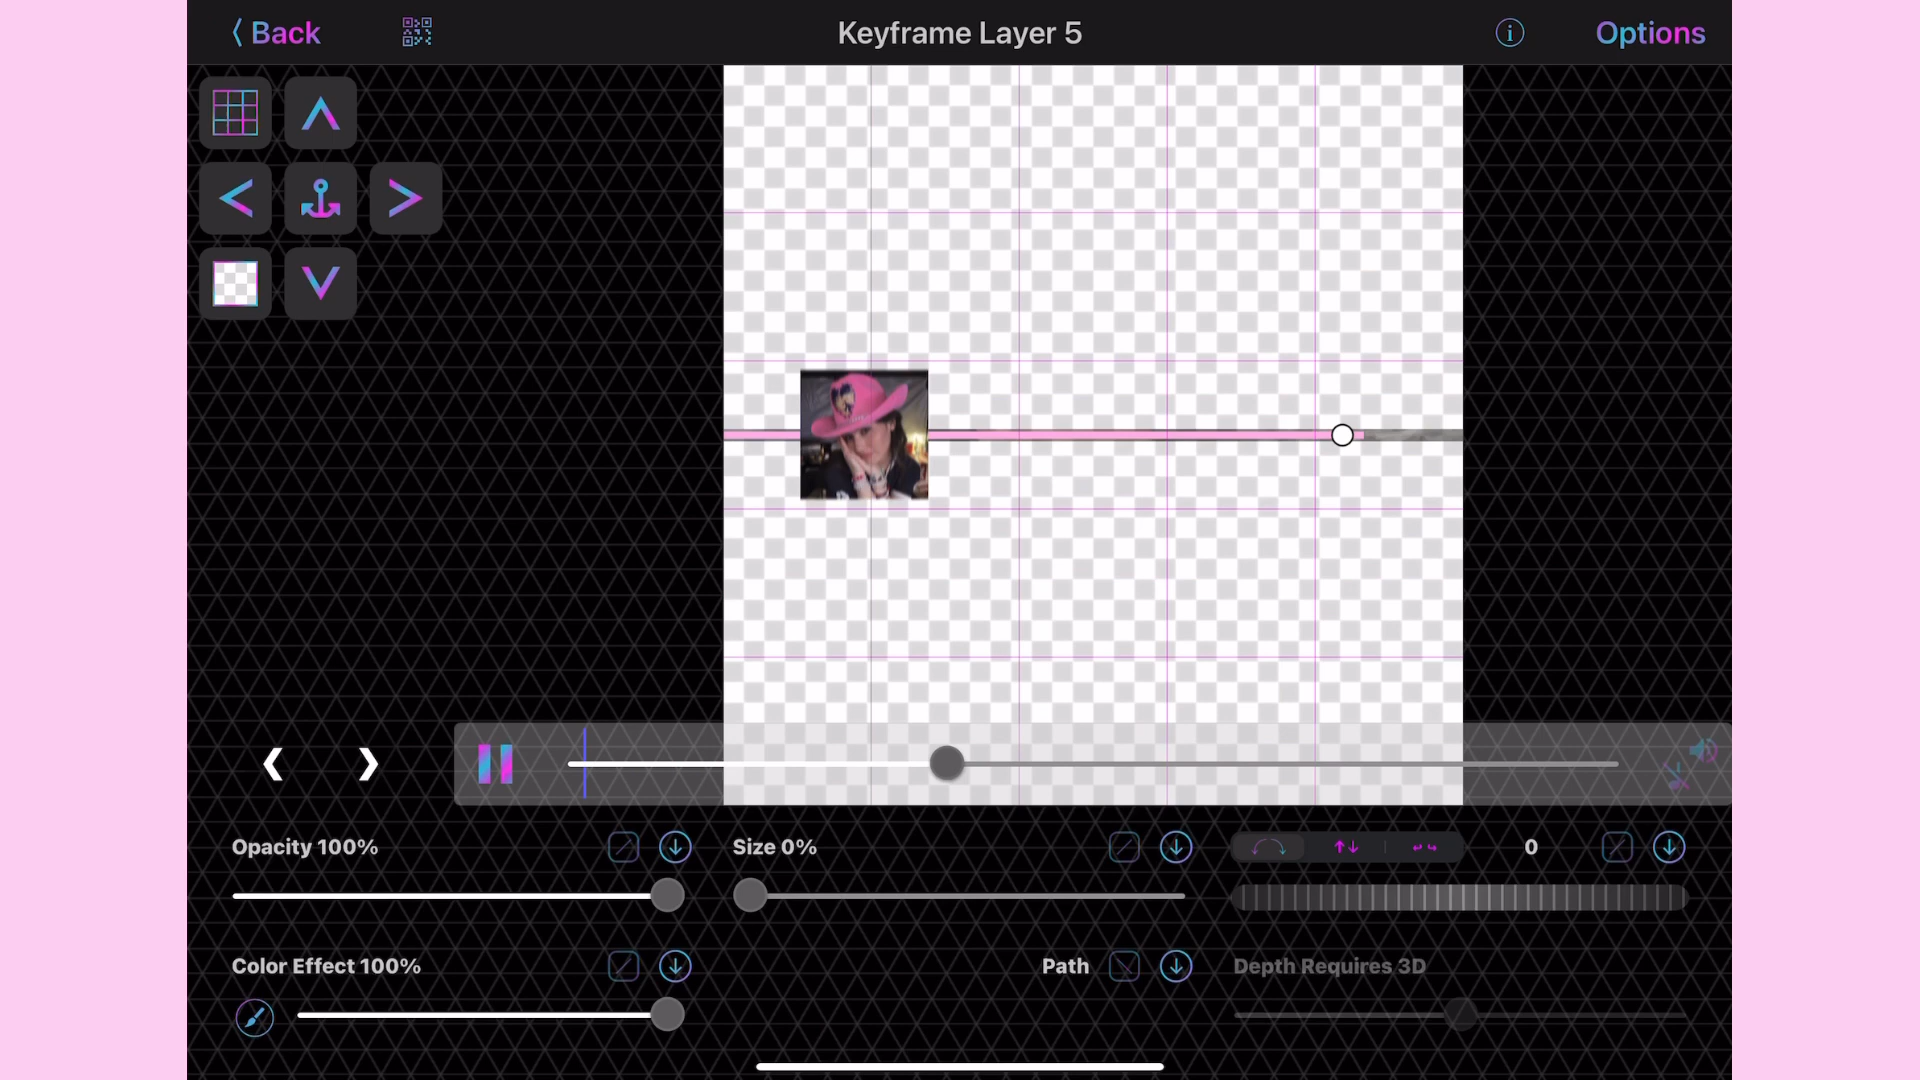 Back
Keyframe Layer 5
Options
Opacity 100%
Size 0%
0
Color Effect 100%
Path
Depth Requires 3D